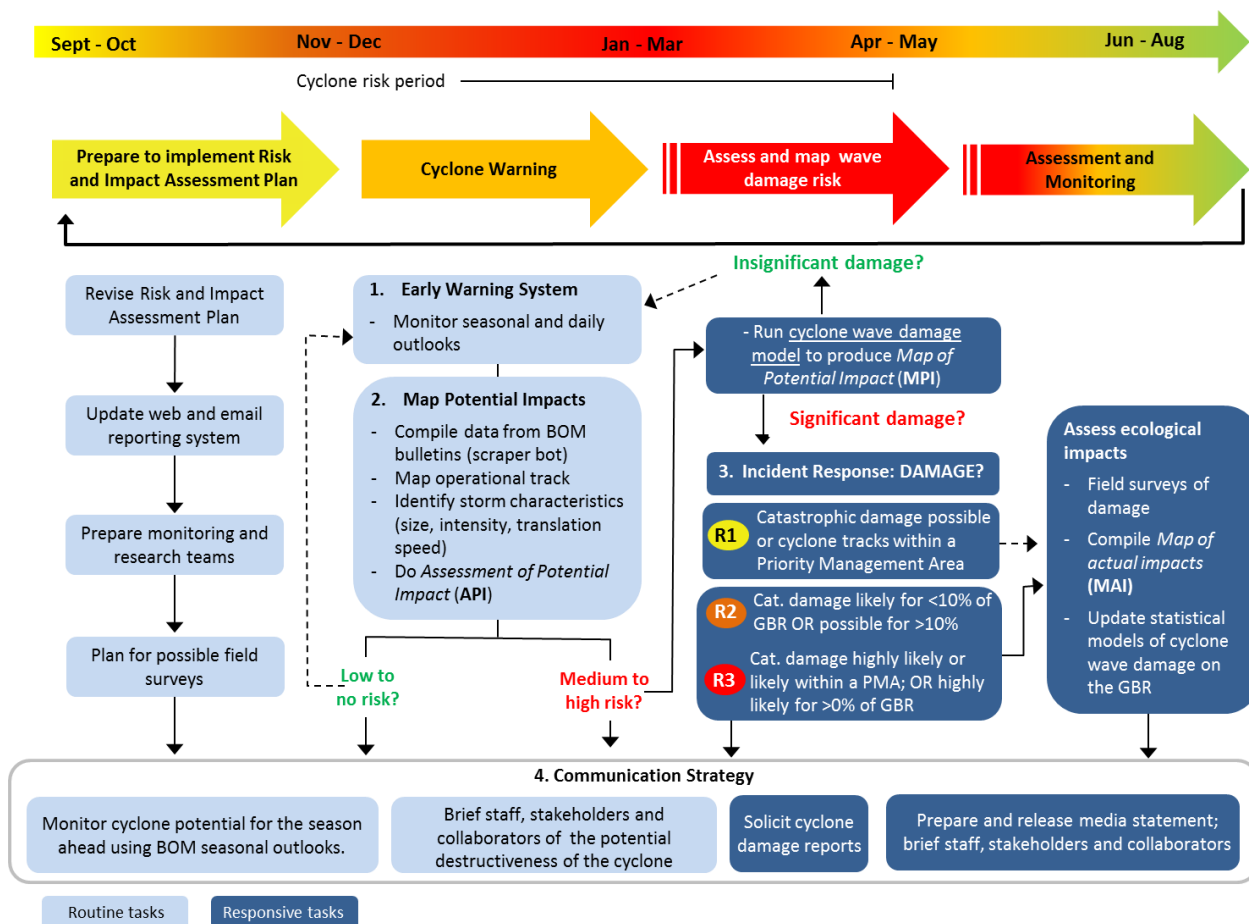 Sept - Oct
Nov - Dec
Jan - Mar
Apr - May
Jun - Aug
Cyclone risk period
Prepare to implement Risk
and Impact Assessment Plan
Cyclone Warning
Assess and map wave
damage risk
Assessment and
Monitoring
Revise Risk and Impact
Assessment Plan
Update web and email
reporting system
Prepare monitoring and
research teams
Plan for possible field
surveys
1. Early Warning System
- Monitor seasonal and daily
outlooks
2. Map Potential Impacts
- Compile data from BOM
bulletins (scraper bot)
- Map operational track
- Identify storm characteristics
(size, intensity, translation
speed)
- Do Assessment of Potential
Impact (API)
Low to
no risk?
Medium to
high risk?
Insignificant damage?
- Run cyclone wave damage
model to produce Map of
Potential Impact (MPI)
Significant damage?
3. Incident Response: DAMAGE?
R1
Catastrophic damage possible
or cyclone tracks within a
Priority Management Area
R2
Cat. damage likely for <10% of
GBR OR possible for >10%
R3
Cat. damage highly likely or
likely within a PMA; OR highly
likely for >0% of GBR
Assess ecological
impacts
- Field surveys of
damage
- Compile Map of
actual impacts
(MAI)
- Update statistical
models of cyclone
wave damage on
the GBR
4. Communication Strategy
Monitor cyclone potential for the season
ahead using BOM seasonal outlooks.
Brief staff, stakeholders and
collaborators of the potential
destructiveness of the cyclone
Solicit cyclone
damage reports
Prepare and release media statement;
brief staff, stakeholders and collaborators
Routine tasks
Responsive tasks